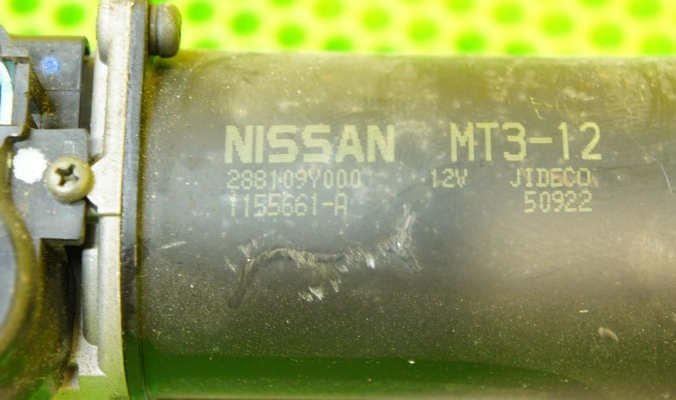 NISSAN MT3-12
288109Y000 12V JIDECO
1155661-A 50922